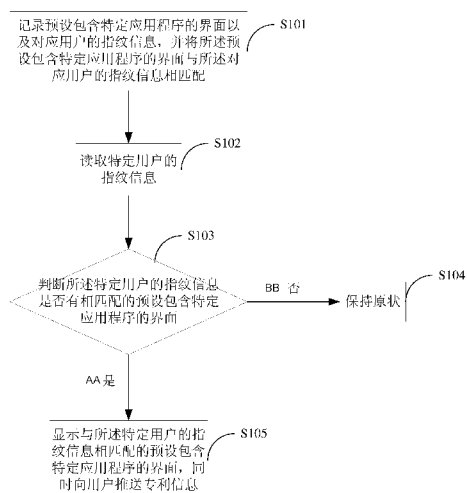 记录预设包含特定应用程序的界面以
及对应用户的指纹信息，并将所述预
设包含特定应用程序的界面与所述对
应用户的指纹信息相匹配
S101
读取特定用户的
指纹信息
S102
S103
判断所述特定用户的指纹信息
是否有相匹配的预设包含特定
应用程序的界面
BB 否
保持原状
S104
AA是
显示与所述特定用户的指
纹信息相匹配的预设包含
特定应用程序的界面，同
时向用户推送专利信息
S105